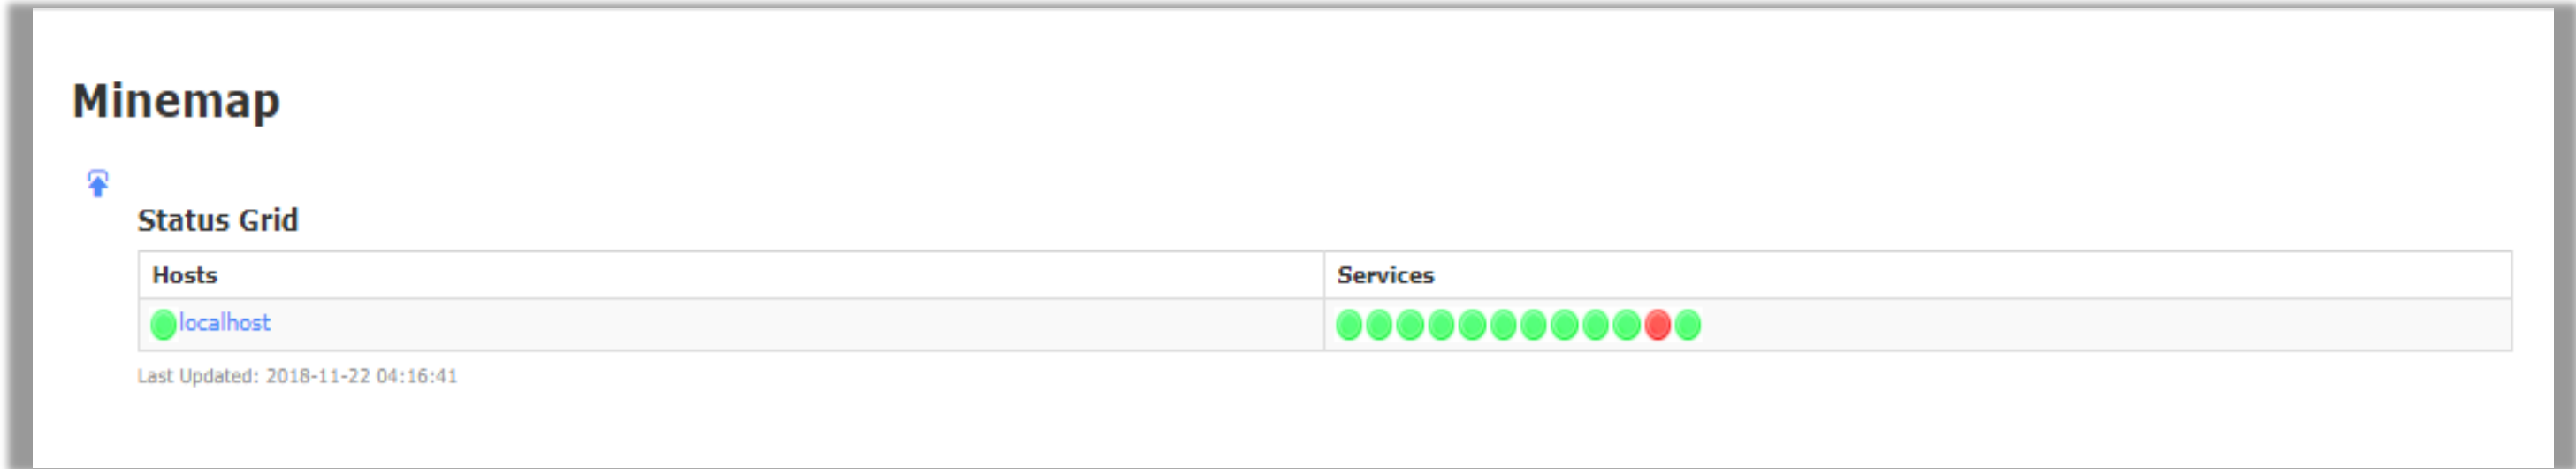 Minemap
Status Grid
Hosts Services
localhost
Last Updated: 2018-11-22 04:16:41